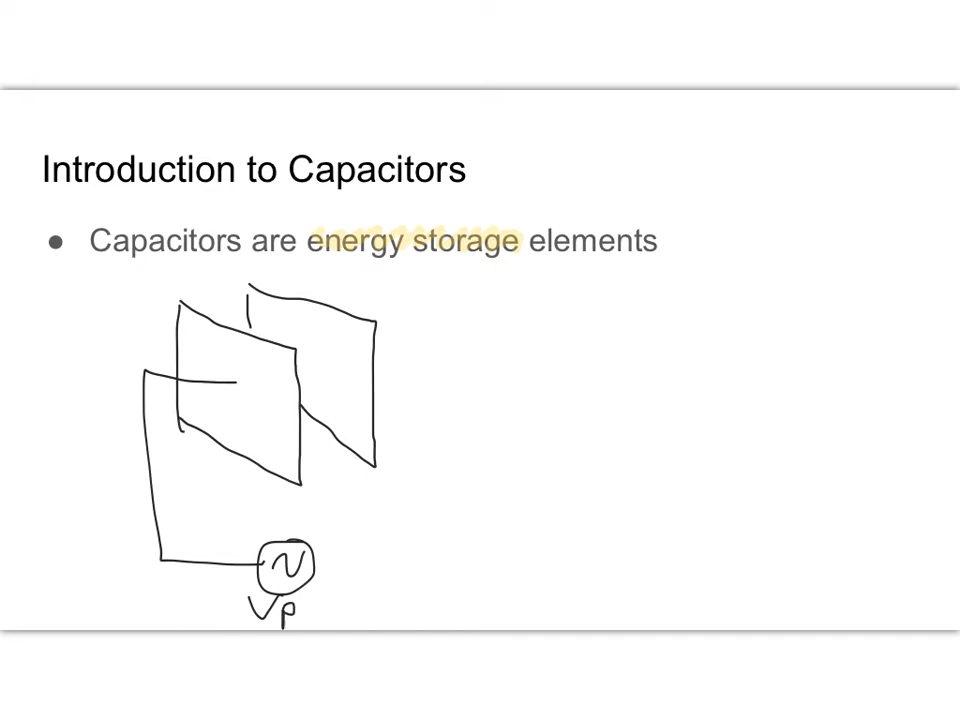 Introduction to Capacitors
● Capacitors are energy storage elements
Vp